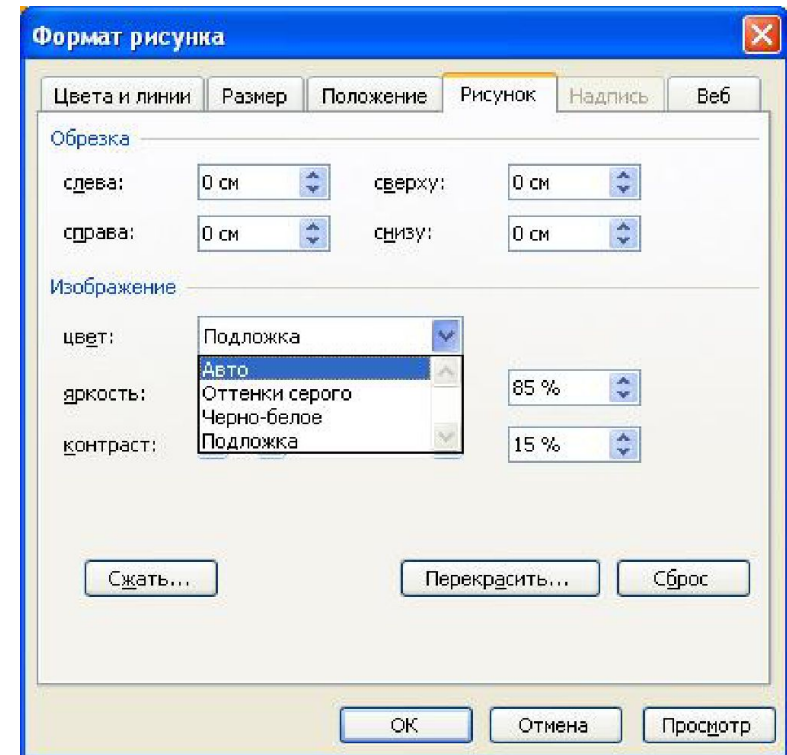 Формат рисунка
Цвета и линии Размер Положение Рисунок Надпись Веб
Обрезка
слева: 0 см сверху: 0 см
справа: 0 см снизу: 0 см
Изображение
цвет: Подложка
Авто
яркость: Оттенки серого 85 %
Черно-белое
контраст: Подложка 15 %
Сжать... Перекрасить... Сброс
ОК Отмена Просмотр